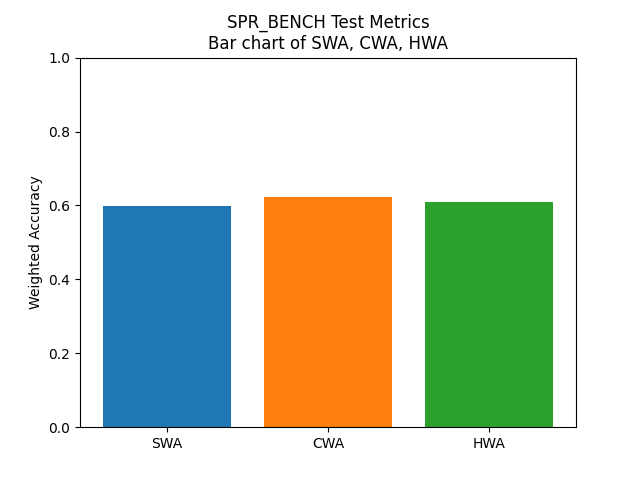 SPR_BENCH Test Metrics
Bar chart of SWA, CWA, HWA
1.0
0.8
0.6
0.4
0.2
0.0
Weighted Accuracy
SWA
CWA
HWA